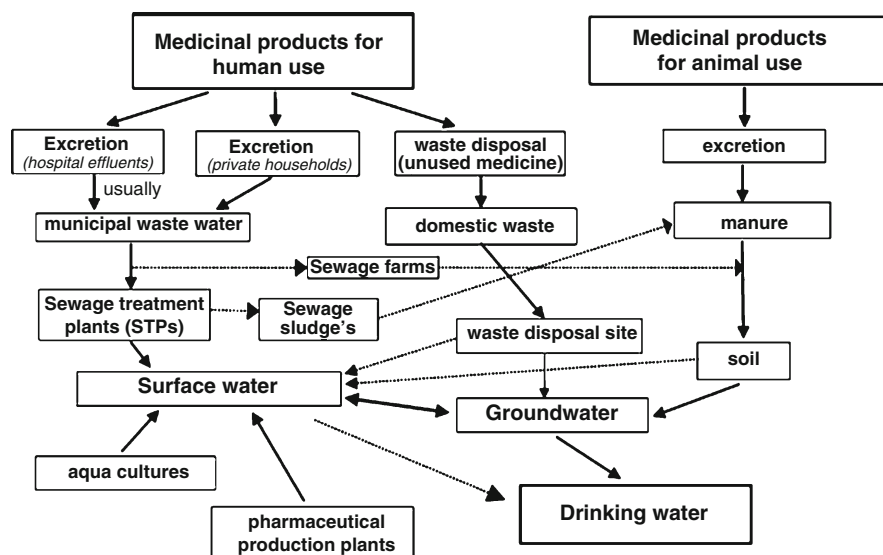 Medicinal products for
human use
Medicinal products
for animal use
Excretion
(hospital effluents)
Excretion
(private households)
waste disposal
(unused medicine)
excretion
usually
municipal waste water
domestic waste
manure
Sewage farms
Sewage treatment
plants (STPs)
Sewage
sludge's
waste disposal site
soil
Surface water
Groundwater
aqua cultures
pharmaceutical
production plants
Drinking water